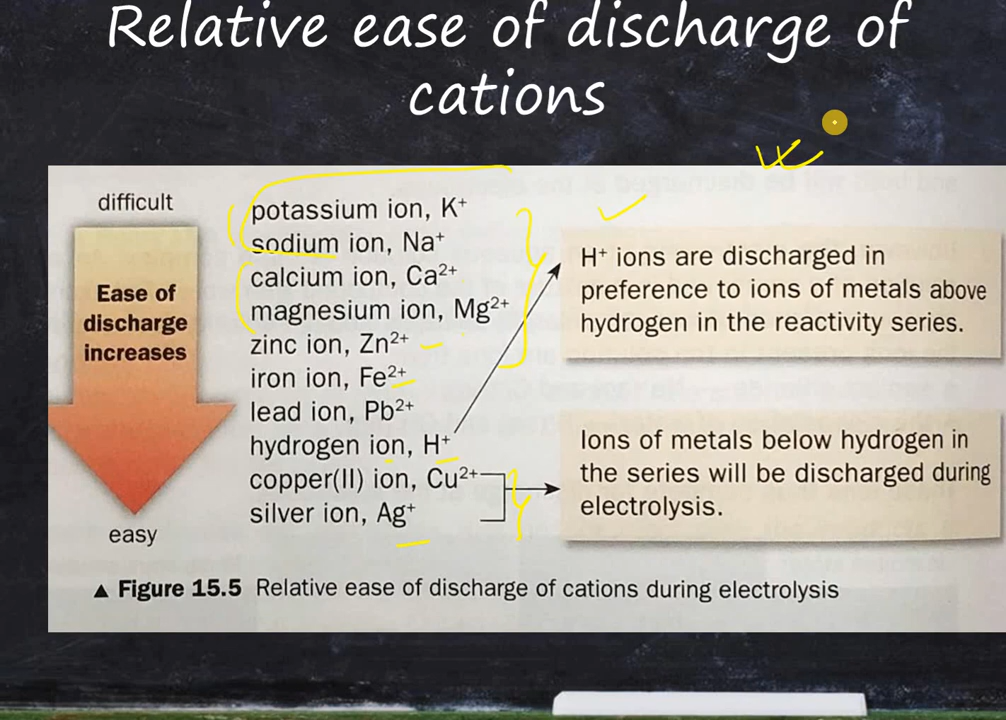 Relative ease of discharge of
cations
difficult
Ease of
discharge
increases
easy
potassium ion, K⁺
sodium ion, Na⁺
calcium ion, Ca²⁺
magnesium ion, Mg²⁺
zinc ion, Zn²⁺
iron ion, Fe²⁺
lead ion, Pb²⁺
hydrogen ion, H⁺
copper(II) ion, Cu²⁺
silver ion, Ag⁺
H⁺ ions are discharged in
preference to ions of metals above
hydrogen in the reactivity series.
Ions of metals below hydrogen in
the series will be discharged during
electrolysis.
▲ Figure 15.5 Relative ease of discharge of cations during electrolysis